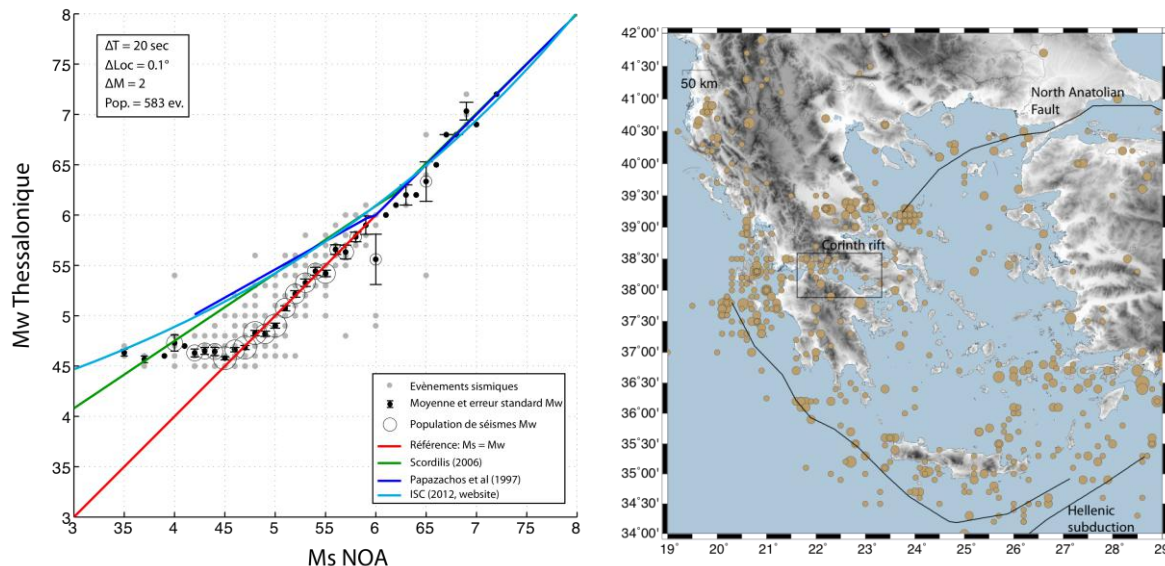 8
75
7
65
6
5.5
5
45
4
35
3
3
35
4
45
5
55
6
65
7
75
8
Mw Thessalonique
Ms NOA
ΔT = 20 sec
ΔLoc = 0.1°
ΔM = 2
Pop. = 583 ev.
Evènements sismiques
Moyenne et erreur standard Mw
Population de séismes Mw
Référence: Ms = Mw
Scordilis (2006)
Papazachos et al (1997)
ISC (2012, website)
42°00'
41°30'
41°00'
40°30'
40°00'
39°30'
39°00'
38°30'
38°00'
37°30'
37°00'
36°30'
36°00'
35°30'
35°00'
34°30'
34°00'
19°
20°
21°
22°
23°
24°
25°
26°
27°
28°
29°
50 km
North Anatolian
Fault
Corinth rift
Hellenic
subduction